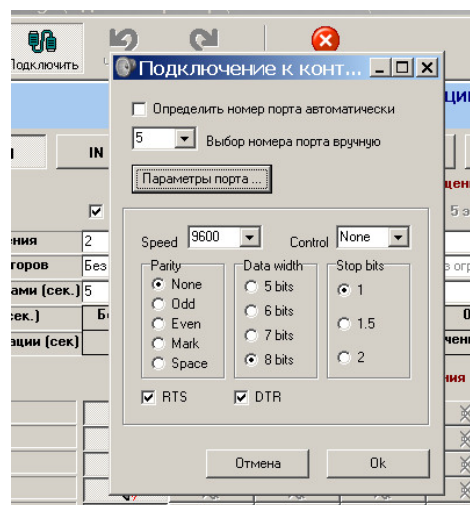 Подключить
Подключение к конт...
Определить номер порта автоматически
IN
5 Выбор номера порта вручную
Параметры порта ...
2
Speed 9600 Control None
Без
Parity Data width Stop bits
(сек.) 5
None 5 bits 1
Odd 6 bits
Even 7 bits 1.5
(сек)
Mark 8 bits
Space 2
RTS DTR
Отмена Ok